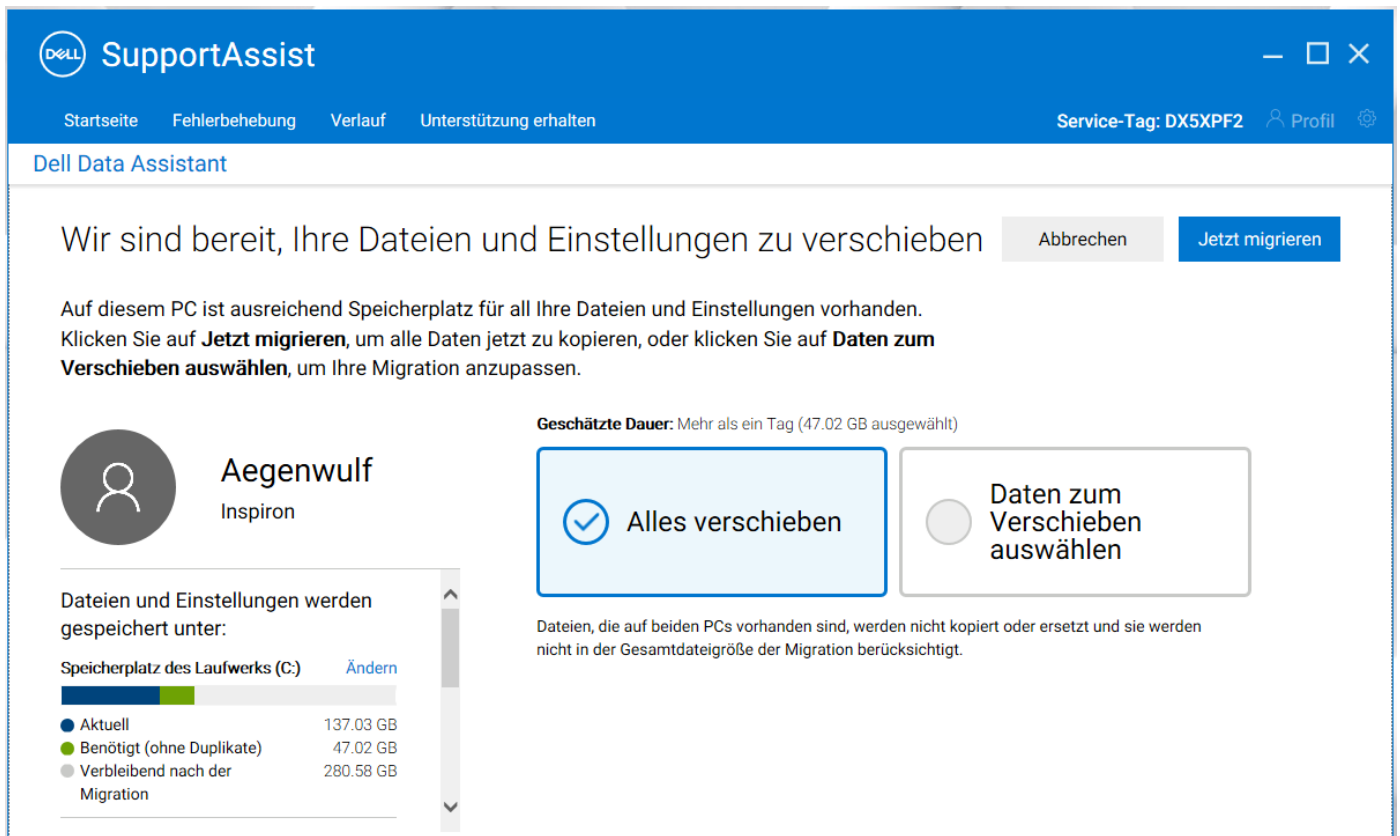 DELL SupportAssist
Startseite Fehlerbehebung Verlauf Unterstützung erhalten Service-Tag: DX5XPF2 Profil
Dell Data Assistant
Wir sind bereit, Ihre Dateien und Einstellungen zu verschieben Abbrechen Jetzt migrieren
Auf diesem PC ist ausreichend Speicherplatz für all Ihre Dateien und Einstellungen vorhanden.
Klicken Sie auf Jetzt migrieren, um alle Daten jetzt zu kopieren, oder klicken Sie auf Daten zum
Verschieben auswählen, um Ihre Migration anzupassen.
Aegenwulf
Inspiron
Dateien und Einstellungen werden
gespeichert unter:
Speicherplatz des Laufwerks (C:) Ändern
Aktuell 137.03 GB
Benötigt (ohne Duplikate) 47.02 GB
Verbleibend nach der 280.58 GB
Migration
Geschätzte Dauer: Mehr als ein Tag (47.02 GB ausgewählt)
Alles verschieben
Daten zum
Verschieben
auswählen
Dateien, die auf beiden PCs vorhanden sind, werden nicht kopiert oder ersetzt und sie werden
nicht in der Gesamtdateigröße der Migration berücksichtigt.